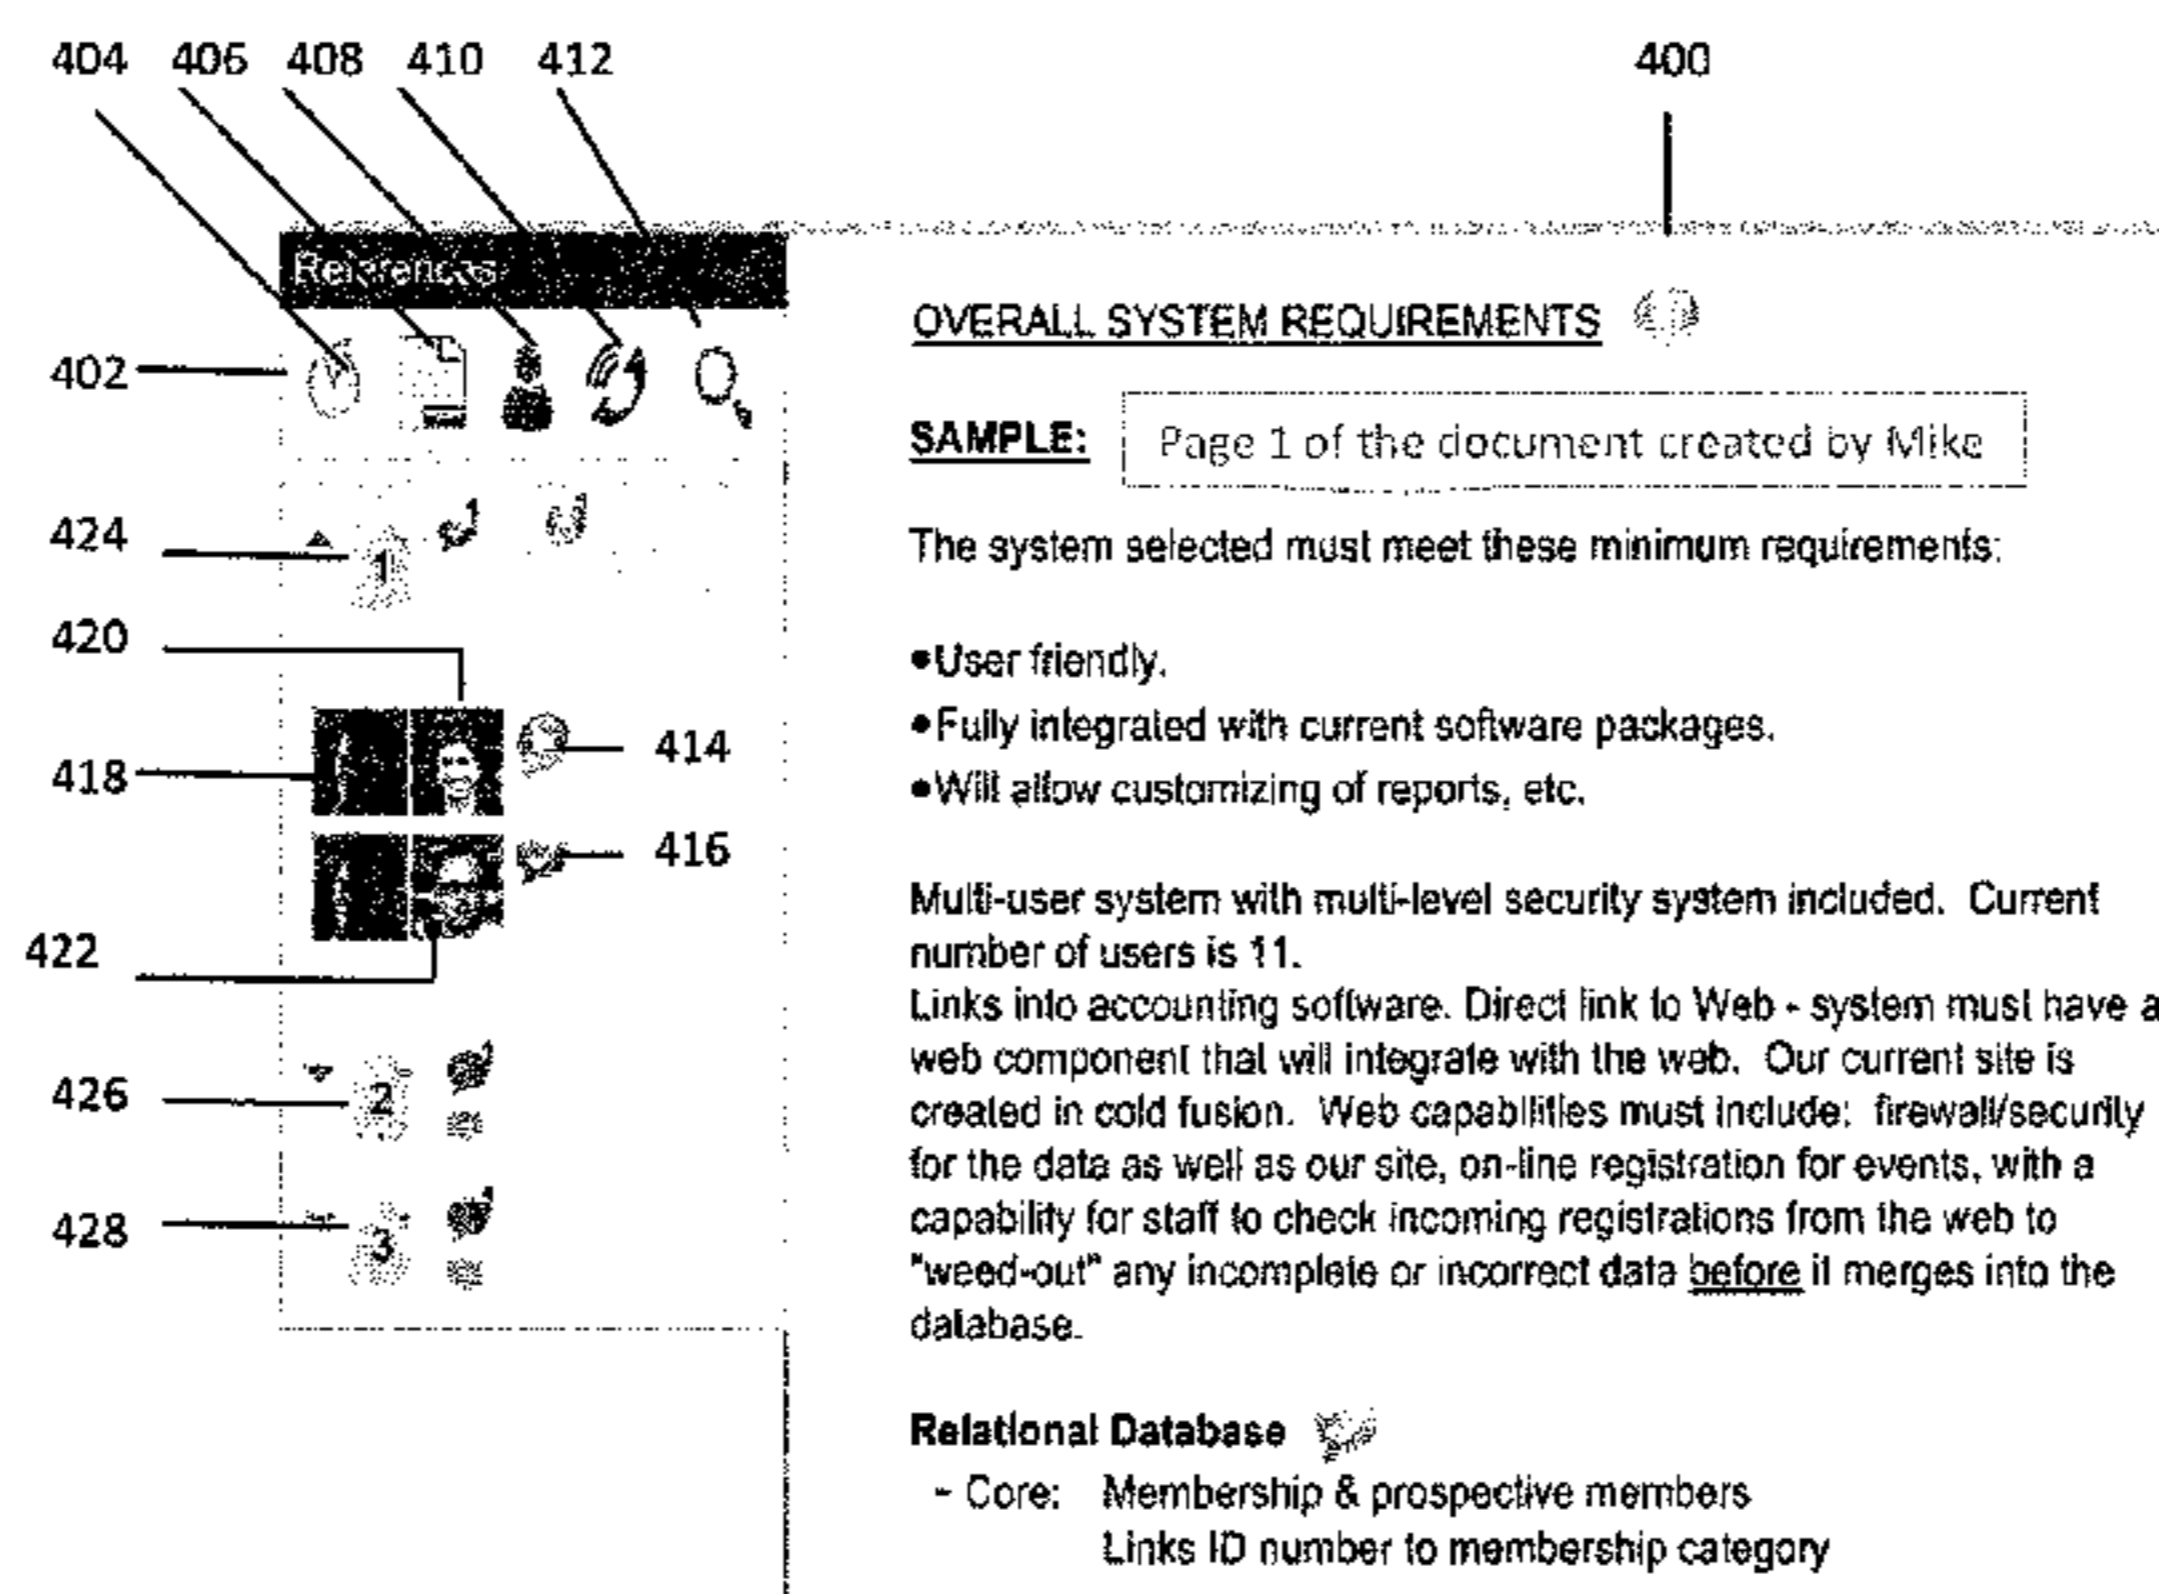 404 406 408 410 412 400
References
402
OVERALL SYSTEM REQUIREMENTS
SAMPLE: Page 1 of the document created by Mike
424
1
1
The system selected must meet these minimum requirements:
420
•User friendly.
•Fully integrated with current software packages.
414
418
•Will allow customizing of reports, etc.
416
Multi-user system with multi-level security system included. Current
number of users is 11.
422
Links into accounting software. Direct link to Web - system must have a
web component that will integrate with the web. Our current site is
426
2
created in cold fusion. Web capabilities must include: firewall/security
for the data as well as our site, on-line registration for events, with a
capability for staff to check incoming registrations from the web to
428
3
"weed-out" any incomplete or incorrect data before it merges into the
database.
Relational Database
- Core: Membership & prospective members
Links ID number to membership category